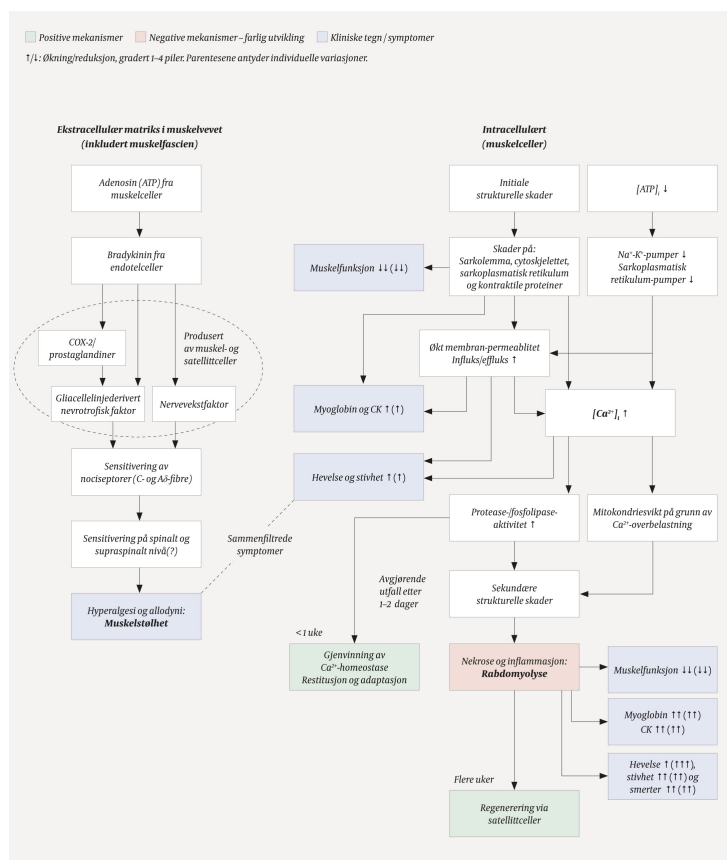 Positive mekanismer
Negative mekanismer – farlig utvikling
Kliniske tegn / symptomer
↑/↓: Økning/reduksjon, gradert 1–4 piler. Parentesene antyder individuelle variasjoner.
Ekstracellulær matriks i muskelvevet
(inkludert muskelfascien)
Adenosin (ATP) fra
muskelceller
Bradykinin fra
endotelceller
COX-2/
prostaglandiner
Produsert
av muskel- og
satellittceller
Gliacellelinjederivert
nevrotrofisk faktor
Nervevekstfaktor
Sensitivering av
nociseptorer (C- og Aδ-fibre)
Sensitivering på spinalt og
supraspinalt nivå(?)
Hyperalgesi og allodyni:
Muskelstølhet
Sammenfiltrede
symptomer
Intracellulært
(muskelceller)
Initiale
strukturelle skader
[ATP]i ↓
Muskelfunksjon ↓↓(↓↓)
Skader på:
Sarkolemma, cytoskjelettet,
sarkoplasmatisk retikulum
og kontraktile proteiner
Na⁺-K⁺-pumper ↓
Sarkoplasmatisk
retikulum-pumper ↓
Økt membran-permeablitet
Influks/effluks ↑
Myoglobin og CK ↑(↑)
[Ca²⁺]i ↑
Hevelse og stivhet ↑(↑)
Protease-/fosfolipase-
aktivitet ↑
Mitokondriesvikt på grunn av
Ca²⁺-overbelastning
Avgjørende
utfall etter
1–2 dager
Sekundære
strukturelle skader
<1 uke
Gjenvinning av
Ca²⁺-homeostase
Restitusjon og adaptasjon
Nekrose og inflammasjon:
Rabdomyolyse
Muskelfunksjon ↓↓(↓↓)
Myoglobin ↑↑(↑↑)
CK ↑↑(↑↑)
Hevelse ↑(↑↑↑),
stivhet ↑↑(↑↑) og
smerter ↑↑(↑↑)
Flere uker
Regenerering via
satellittceller